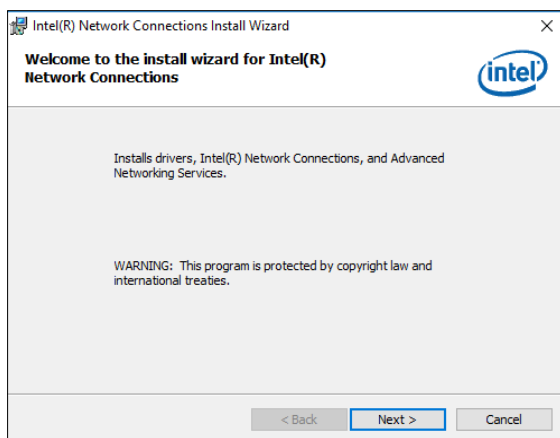 Intel(R) Network Connections Install Wizard
Welcome to the install wizard for Intel(R)
Network Connections
intel
Installs drivers, Intel(R) Network Connections, and Advanced
Networking Services.
WARNING: This program is protected by copyright law and
international treaties.
< Back
Next >
Cancel